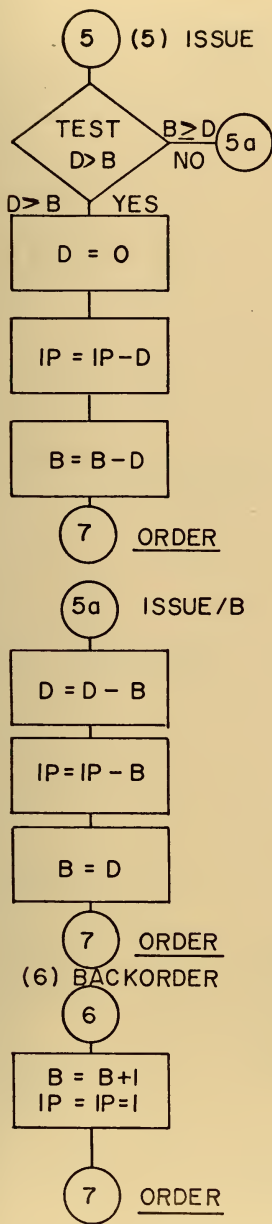 5 (5) ISSUE
TEST
D>B
B≥D
NO
5a
D>B YES
D = 0
IP = IP-D
B = B-D
7 ORDER
5a ISSUE/B
D = D - B
IP = IP - B
B = D
7 ORDER
(6) BACKORDER
6
B = B+1
IP = IP=1
7 ORDER